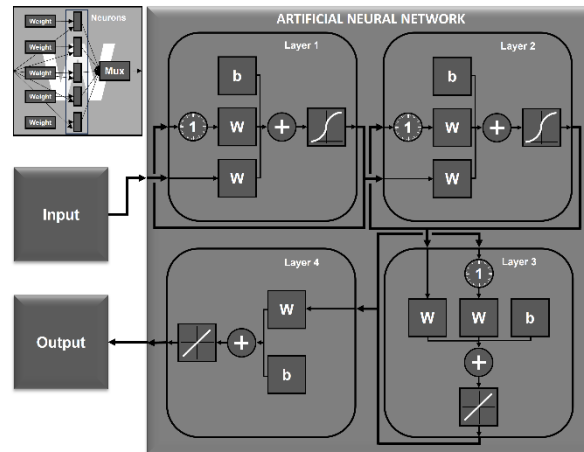 ARTIFICIAL NEURAL NETWORK
Weight
Weight
Weight
Weight
Weight
Neurons
Mux
Layer 1
b
1
W
+
W
Layer 2
b
1
W
+
W
Input
Output
Layer 4
W
+
b
Layer 3
1
W
W
b
+